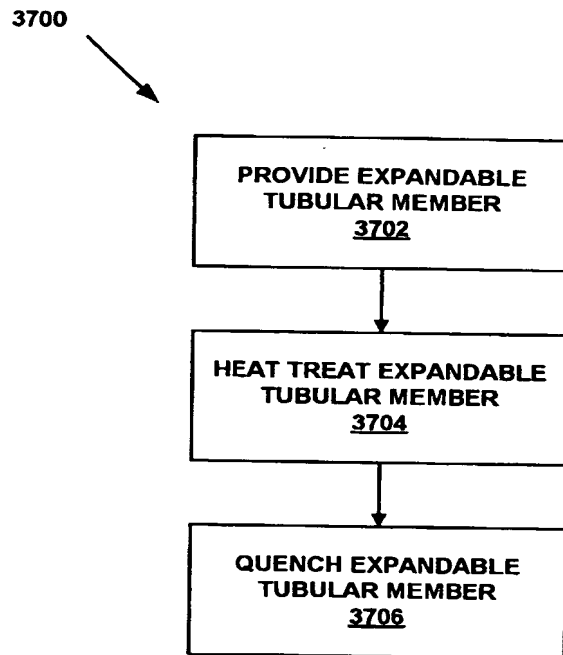 3700
PROVIDE EXPANDABLE
TUBULAR MEMBER
3702
HEAT TREAT EXPANDABLE
TUBULAR MEMBER
3704
QUENCH EXPANDABLE
TUBULAR MEMBER
3706